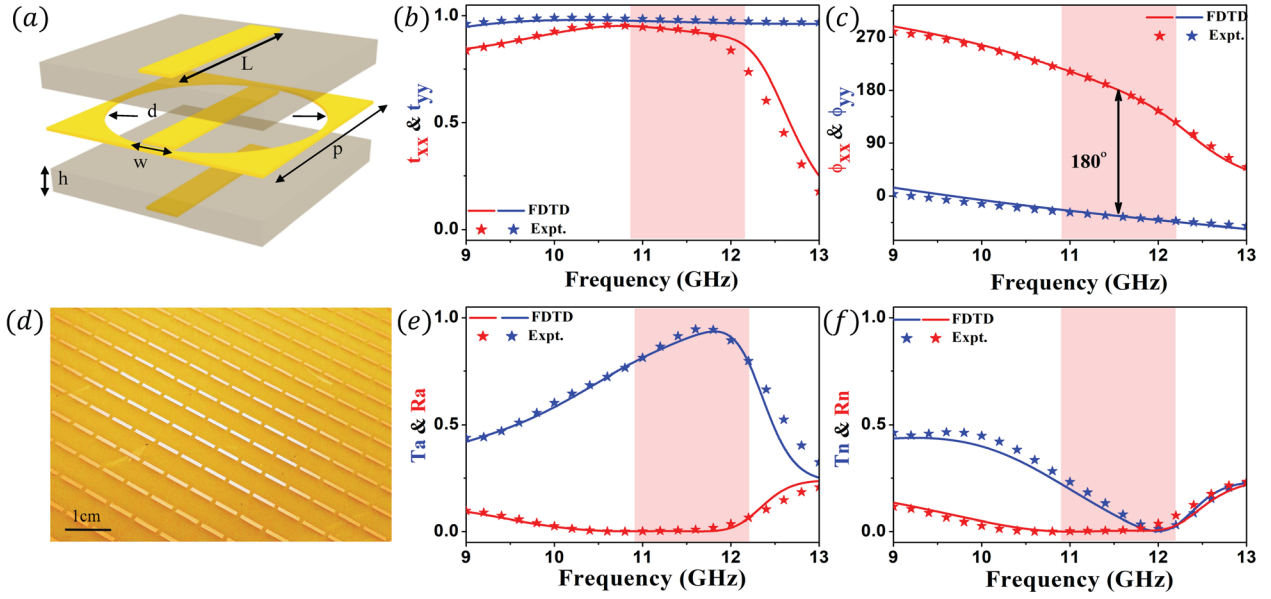 (a)
L
d
w
p
h
(b)
t_xx & t_yy
1.0
0.5
0.0
FDTD
Expt.
9 10 11 12 13
Frequency (GHz)
(c)
ϕ_xx & ϕ_yy
270
180
90
0
FDTD
Expt.
180°
9 10 11 12 13
Frequency (GHz)
(d)
1cm
(e)
Ta & Ra
1.0
0.5
0.0
FDTD
Expt.
9 10 11 12 13
Frequency (GHz)
(f)
Tn & Rn
1.0
0.5
0.0
FDTD
Expt.
9 10 11 12 13
Frequency (GHz)